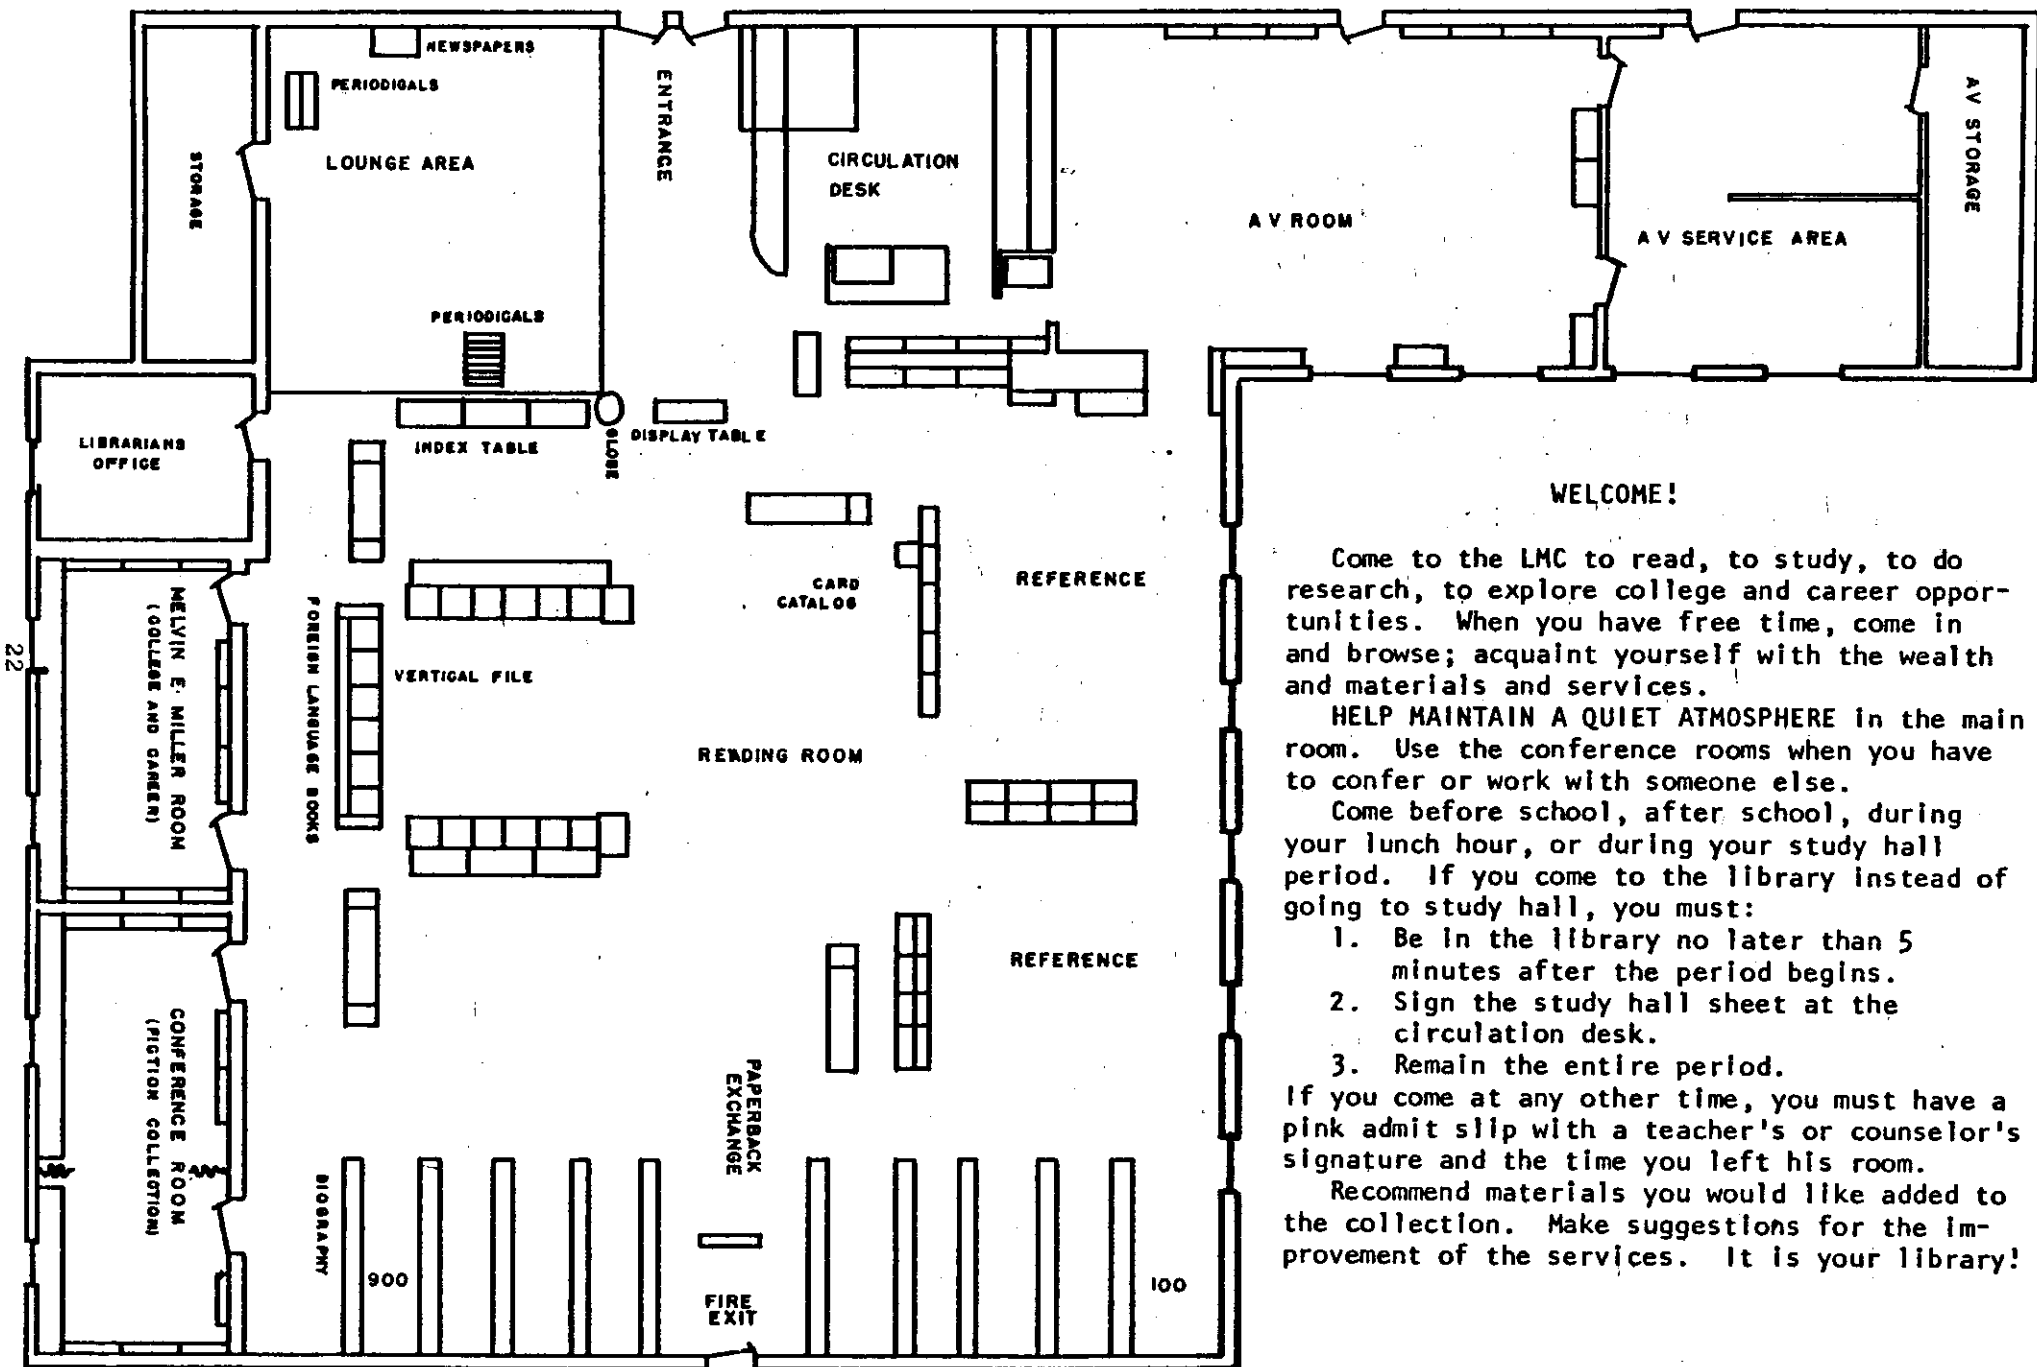 NEWSPAPERS
PERIODIGALS
LOUNGE AREA
STORAGE
PERIODIGALS
ENTRANCE
CIRCULATION
DESK
A V ROOM
A V SERVICE AREA
A V STORAGE
LIBRARIANS
OFFICE
INDEX TABLE
GLOBE
DISPLAY TABLE
MELVIN E. MILLER ROOM
(COLLEGE AND CAREER)
FOREIGN LANGUAGE BOOKS
VERTICAL FILE
CARD
CATALOG
REFERENCE
READING ROOM
REFERENCE
CONFERENCE ROOM
(FICTION COLLECTION)
PAPERBACK
EXCHANGE
BIOGRAPHY
900
FIRE
EXIT
100
22
WELCOME!
Come to the LMC to read, to study, to do
research, to explore college and career oppor-
tunities. When you have free time, come in
and browse; acquaint yourself with the wealth
and materials and services.
HELP MAINTAIN A QUIET ATMOSPHERE in the main
room. Use the conference rooms when you have
to confer or work with someone else.
Come before school, after school, during
your lunch hour, or during your study hall
period. If you come to the library instead of
going to study hall, you must:
1. Be in the library no later than 5
minutes after the period begins.
2. Sign the study hall sheet at the
circulation desk.
3. Remain the entire period.
If you come at any other time, you must have a
pink admit slip with a teacher's or counselor's
signature and the time you left his room.
Recommend materials you would like added to
the collection. Make suggestions for the im-
provement of the services. It is your library!